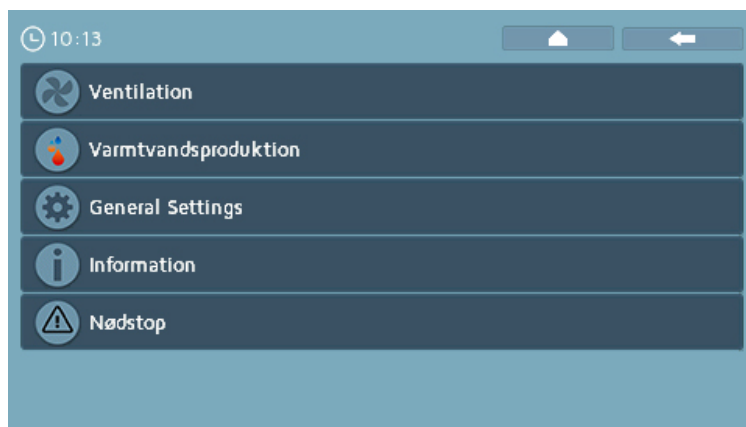 10:13
Ventilation
Varmtvandsproduktion
General Settings
Information
Nødstop